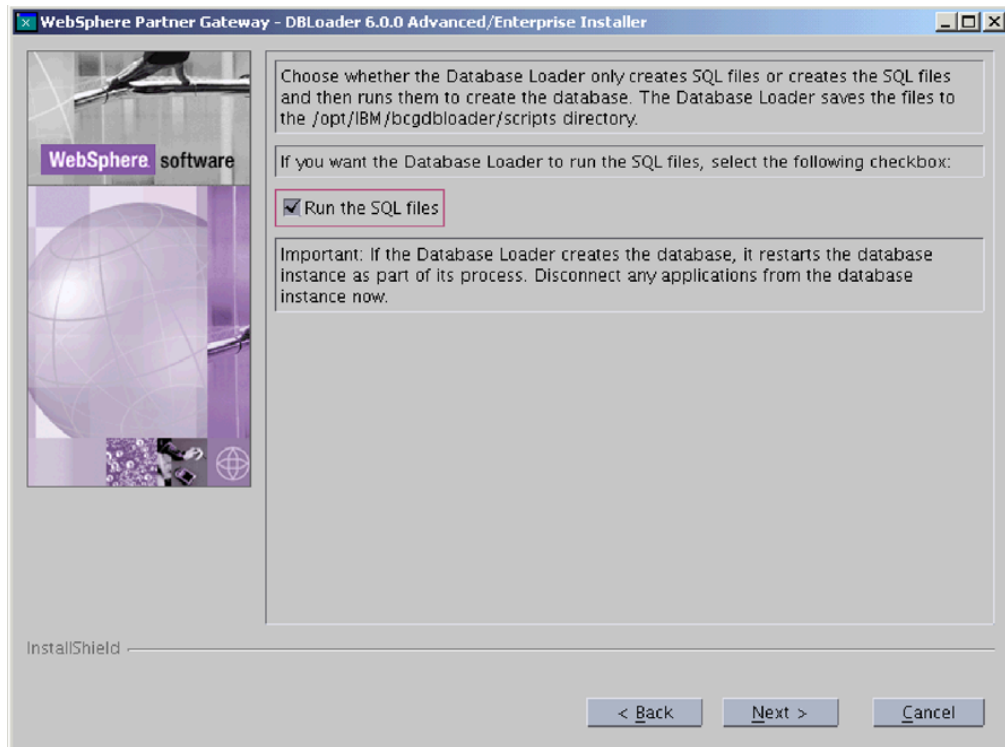 WebSphere Partner Gateway - DBLoader 6.0.0 Advanced/Enterprise Installer
WebSphere software
Choose whether the Database Loader only creates SQL files or creates the SQL files
and then runs them to create the database. The Database Loader saves the files to
the /opt/IBM/bcgdbloader/scripts directory.
If you want the Database Loader to run the SQL files, select the following checkbox:
Run the SQL files
Important: If the Database Loader creates the database, it restarts the database
instance as part of its process. Disconnect any applications from the database
instance now.
InstallShield
< Back
Next >
Cancel